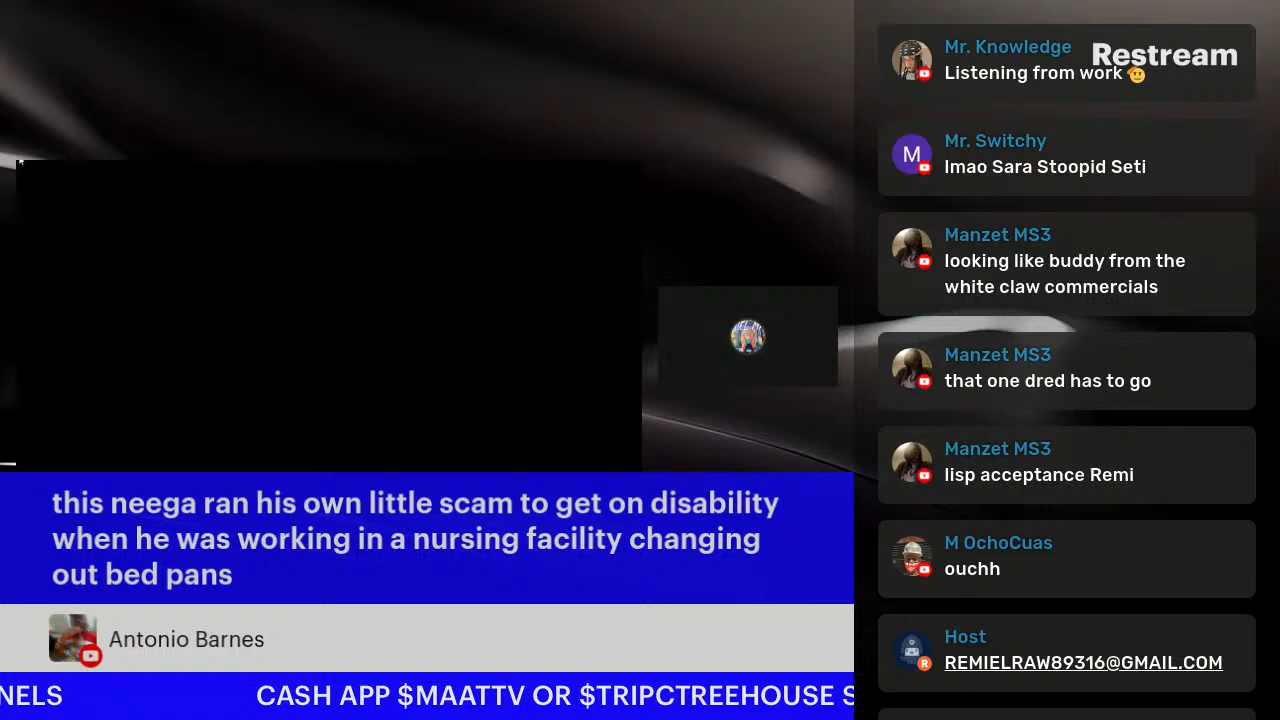 Mr. Knowledge
Restream
Listening from work
M
Mr. Switchy
lmao Sara Stoopid Seti
Manzet MS3
looking like buddy from the
white claw commercials
Manzet MS3
that one dred has to go
Manzet MS3
lisp acceptance Remi
M OchoCuas
ouchh
Host
R
REMIELRAW89316@GMAIL.COM
this neega ran his own little scam to get on disability
when he was working in a nursing facility changing
out bed pans
Antonio Barnes
NELS CASH APP $MAATTV OR $TRIPCTREEHOUSE S